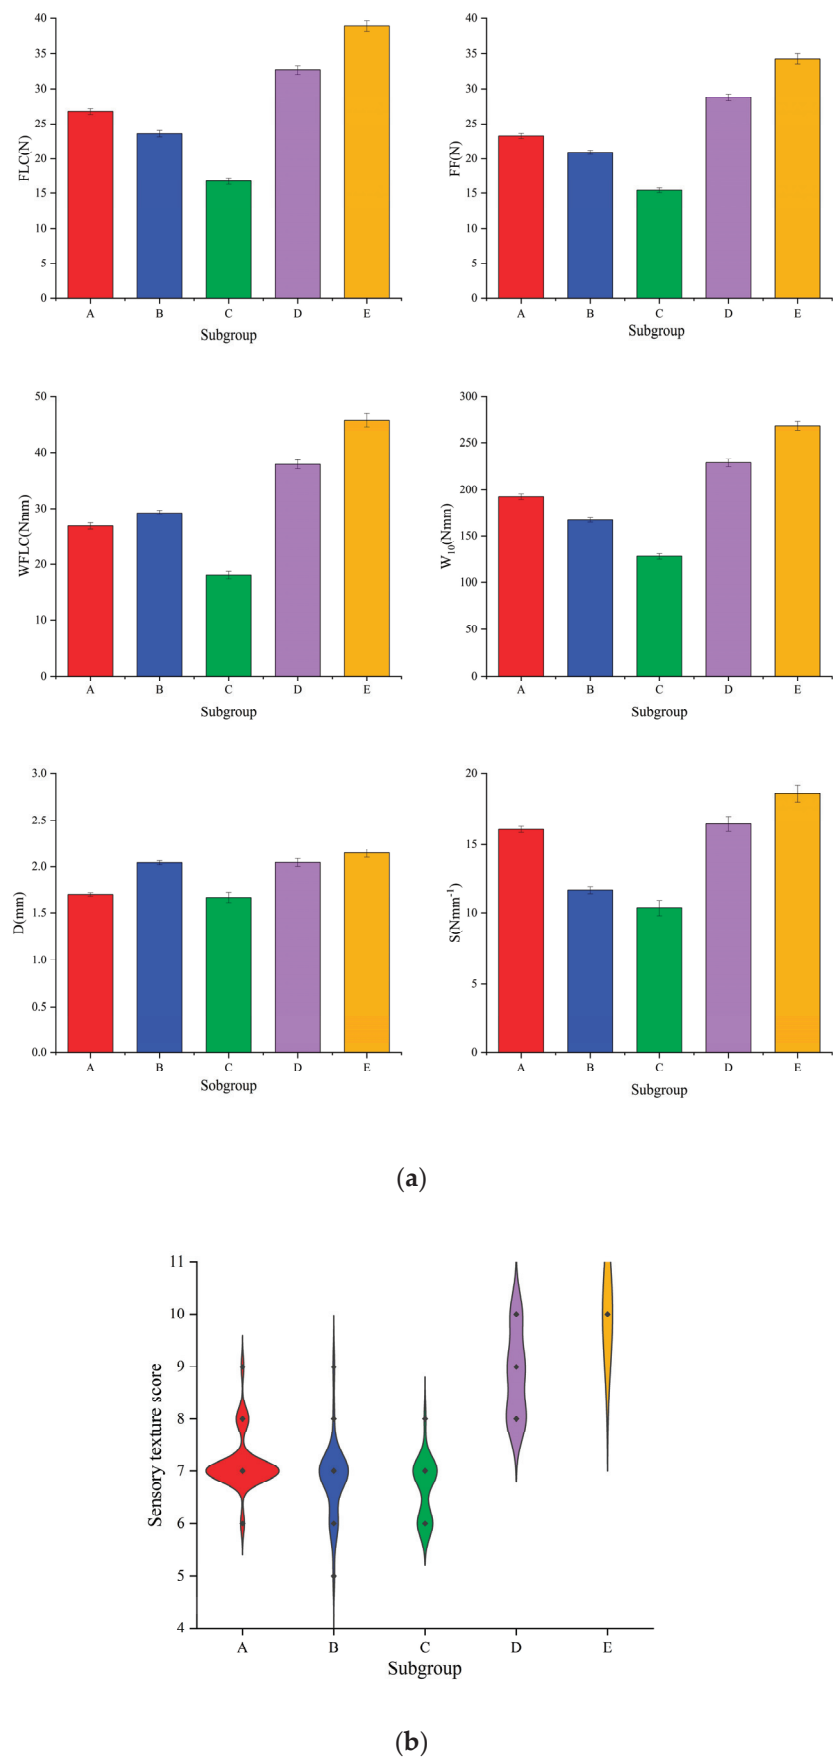 40
35
30
25
20
15
10
5
0
FLC(N)
A B C D E
Subgroup
40
35
30
25
20
15
10
5
0
FF(N)
A B C D E
Subgroup
50
40
30
20
10
0
WFLC(Nmm)
A B C D E
Subgroup
300
250
200
150
100
50
0
W₁₀(Nmm)
A B C D E
Subgroup
3.0
2.5
2.0
1.5
1.0
0.5
0.0
D(mm)
A B C D E
Sobgroup
20
15
10
5
0
S(Nmm⁻¹)
A B C D E
Subgroup
(a)
11
10
9
8
7
6
5
4
Sensory texture score
A B C D E
Subgroup
(b)